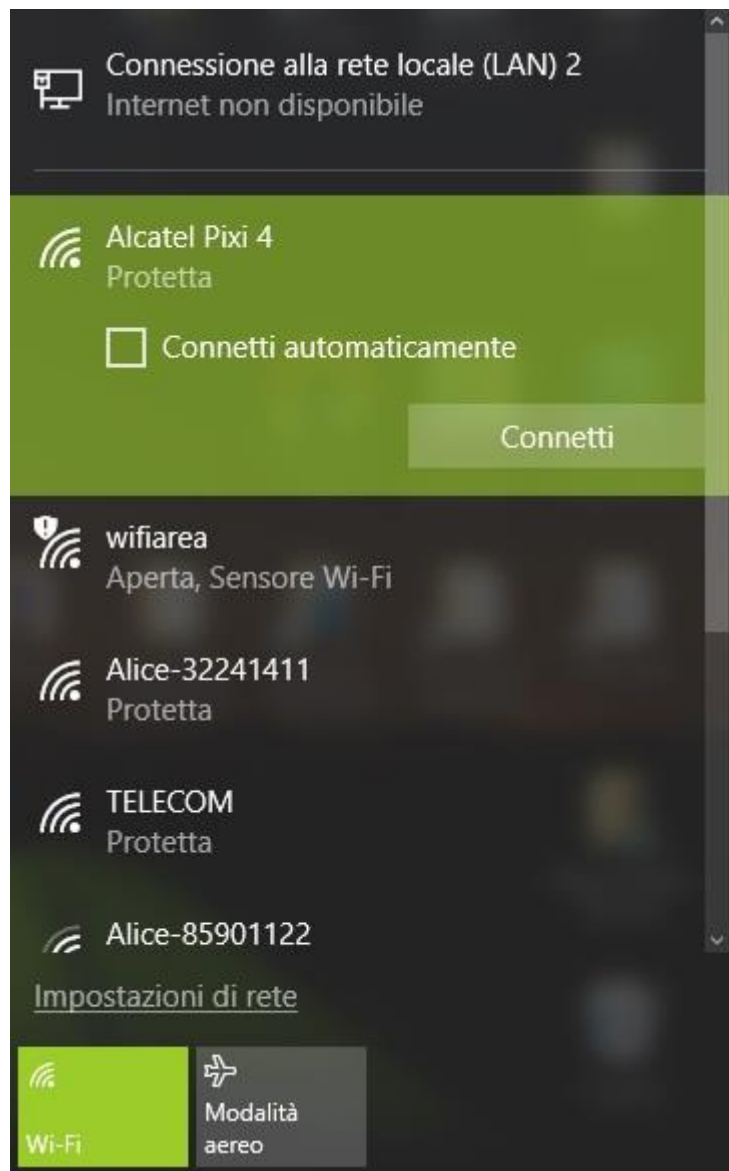 Connessione alla rete locale (LAN) 2
Internet non disponibile
Alcatel Pixi 4
Protetta
Connetti automaticamente
Connetti
wifiarea
Aperta, Sensore Wi-Fi
Alice-32241411
Protetta
TELECOM
Protetta
Alice-85901122
Impostazioni di rete
Wi-Fi
Modalità
aereo